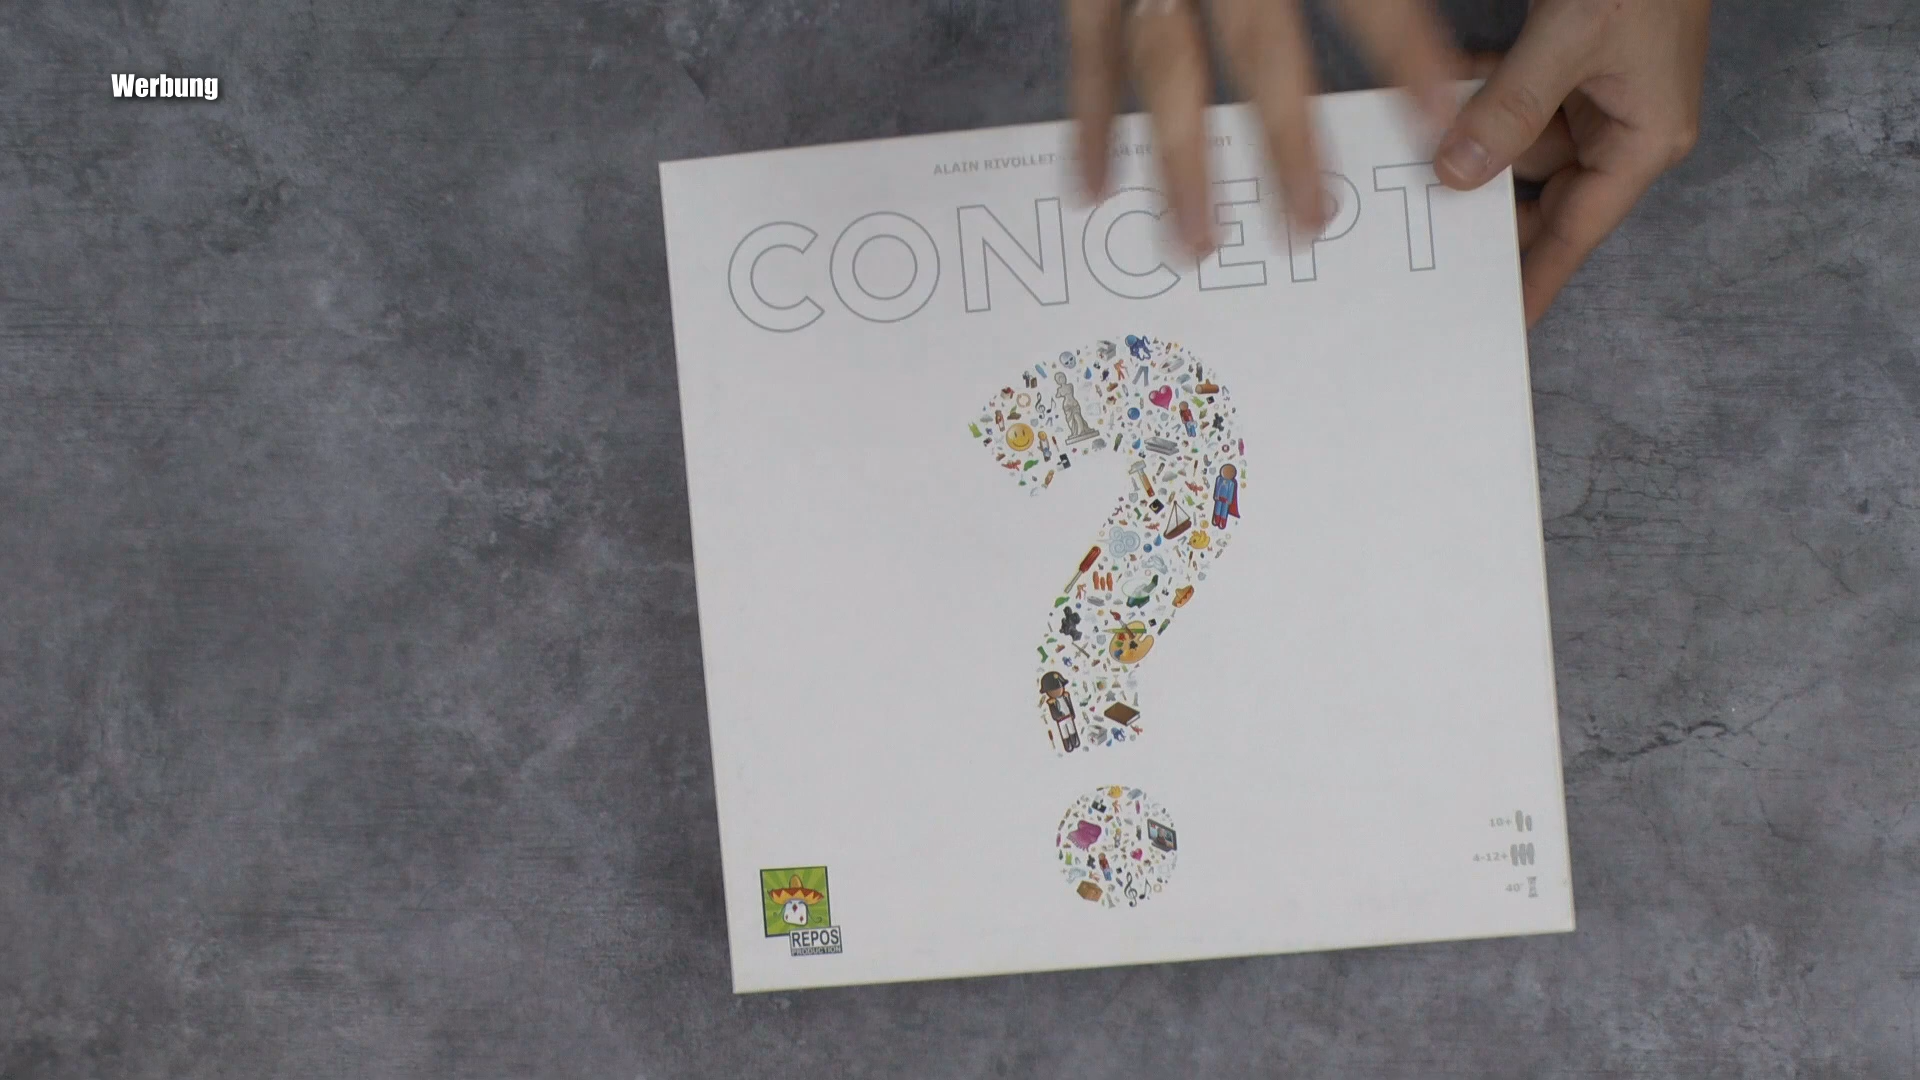 Werbung
ALAIN RIVOLLET
CONCEPT
10+
4-12+
40'
REPOS
PRODUCTION